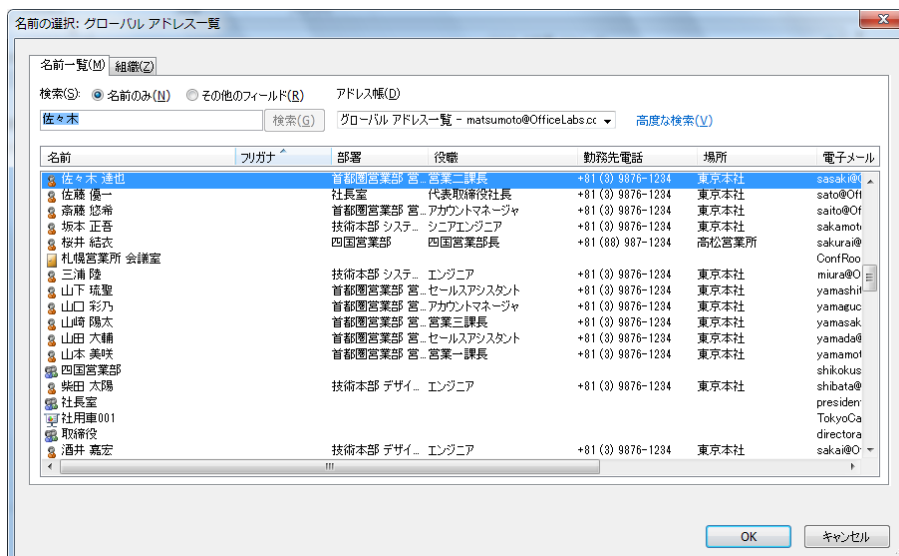 名前の選択: グローバル アドレス一覧
名前一覧(M) 組織(Z)
検索(S): 名前のみ(N) その他のフィールド(R) アドレス帳(D)
佐々木 検索(G) グローバル アドレス一覧 - matsumoto@OfficeLabs.cc 高度な検索(V)
名前 フリガナ 部署 役職 勤務先電話 場所 電子メール
佐々木 達也 首都圏営業部 営... 営業二課長 +81 (3) 9876-1234 東京本社 sasaki@O
佐藤 優一 社長室 代表取締役社長 +81 (3) 9876-1234 東京本社 sato@Off
斎藤 悠希 首都圏営業部 営... アカウントマネージャ +81 (3) 9876-1234 東京本社 saito@Of
坂本 正吾 技術本部 システ... シニアエンジニア +81 (3) 9876-1234 東京本社 sakamot
桜井 結衣 四国営業部 四国営業部長 +81 (88) 987-1234 高松営業所 sakurai@
札幌営業所 会議室 ConfRoo
三浦 陸 技術本部 システ... エンジニア +81 (3) 9876-1234 東京本社 miura@O
山下 琉聖 首都圏営業部 営... セールスアシスタント +81 (3) 9876-1234 東京本社 yamashit
山口 彩乃 首都圏営業部 営... アカウントマネージャ +81 (3) 9876-1234 東京本社 yamaguc
山崎 陽太 首都圏営業部 営... 営業三課長 +81 (3) 9876-1234 東京本社 yamasak
山田 大輔 首都圏営業部 営... セールスアシスタント +81 (3) 9876-1234 東京本社 yamada@
山本 美咲 首都圏営業部 営... 営業一課長 +81 (3) 9876-1234 東京本社 yamamot
四国営業部 shikokus
柴田 太陽 技術本部 デザイ... エンジニア +81 (3) 9876-1234 東京本社 shibata@
社長室 presiden
社用車001 TokyoCa
取締役 directora
酒井 嘉宏 技術本部 デザイ... エンジニア +81 (3) 9876-1234 東京本社 sakai@O
OK キャンセル